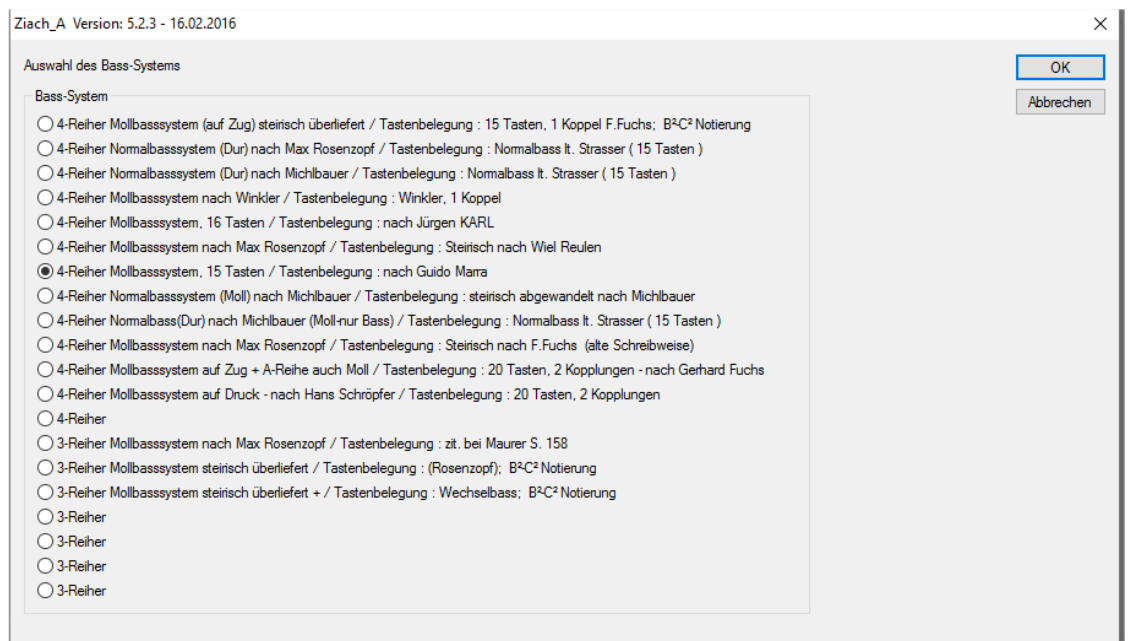 Ziach_A Version: 5.2.3 - 16.02.2016
Auswahl des Bass-Systems
OK
Abbrechen
Bass-System
4-Reiher Mollbasssystem (auf Zug) steirisch überliefert / Tastenbelegung : 15 Tasten, 1 Koppel F.Fuchs; B²-C² Notierung
4-Reiher Normalbasssystem (Dur) nach Max Rosenzopf / Tastenbelegung : Normalbass lt. Strasser ( 15 Tasten )
4-Reiher Normalbasssystem (Dur) nach Michlbauer / Tastenbelegung : Normalbass lt. Strasser ( 15 Tasten )
4-Reiher Mollbasssystem nach Winkler / Tastenbelegung : Winkler, 1 Koppel
4-Reiher Mollbasssystem, 16 Tasten / Tastenbelegung : nach Jürgen KARL
4-Reiher Mollbasssystem nach Max Rosenzopf / Tastenbelegung : Steirisch nach Wiel Reulen
4-Reiher Mollbasssystem, 15 Tasten / Tastenbelegung : nach Guido Marra
4-Reiher Normalbasssystem (Moll) nach Michlbauer / Tastenbelegung : steirisch abgewandelt nach Michlbauer
4-Reiher Normalbass(Dur) nach Michlbauer (Moll-nur Bass) / Tastenbelegung : Normalbass lt. Strasser ( 15 Tasten )
4-Reiher Mollbasssystem nach Max Rosenzopf / Tastenbelegung : Steirisch nach F.Fuchs (alte Schreibweise)
4-Reiher Mollbasssystem auf Zug + A-Reihe auch Moll / Tastenbelegung : 20 Tasten, 2 Kopplungen - nach Gerhard Fuchs
4-Reiher Mollbasssystem auf Druck - nach Hans Schröpfer / Tastenbelegung : 20 Tasten, 2 Kopplungen
4-Reiher
3-Reiher Mollbasssystem nach Max Rosenzopf / Tastenbelegung : zit. bei Maurer S. 158
3-Reiher Mollbasssystem steirisch überliefert / Tastenbelegung : (Rosenzopf); B²-C² Notierung
3-Reiher Mollbasssystem steirisch überliefert + / Tastenbelegung : Wechselbass; B²-C² Notierung
3-Reiher
3-Reiher
3-Reiher
3-Reiher